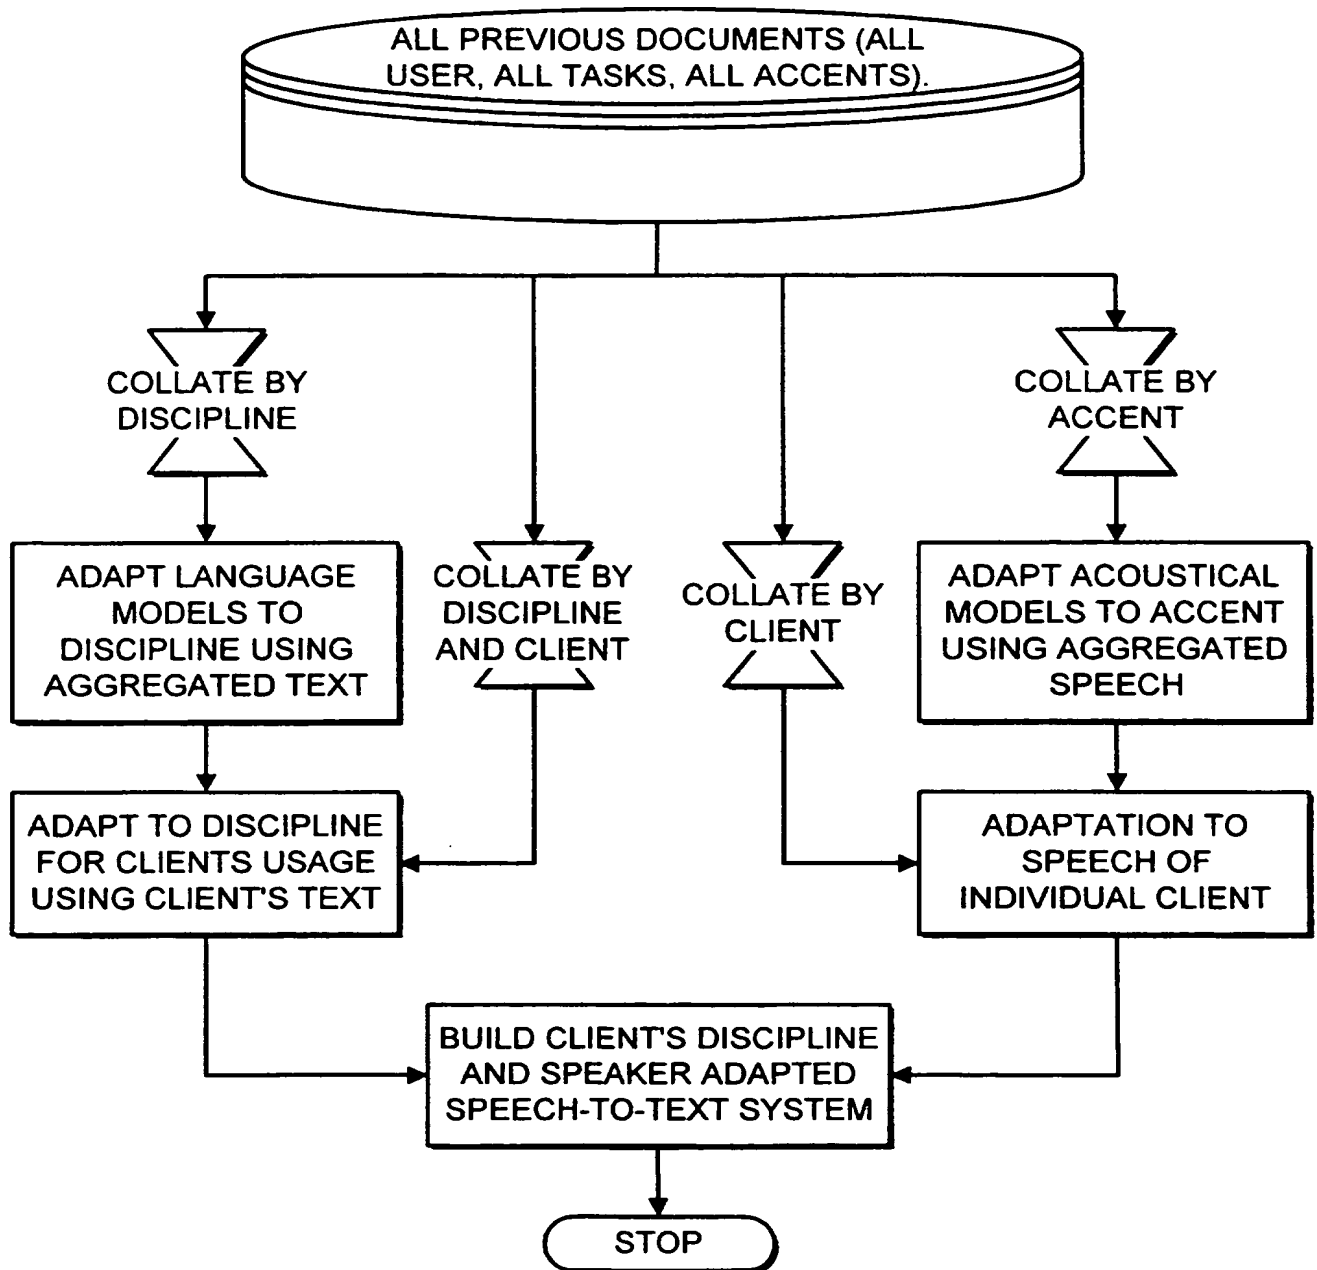 ALL PREVIOUS DOCUMENTS (ALL
USER, ALL TASKS, ALL ACCENTS).
COLLATE BY
DISCIPLINE
COLLATE BY
ACCENT
ADAPT LANGUAGE
MODELS TO
DISCIPLINE USING
AGGREGATED TEXT
COLLATE BY
DISCIPLINE
AND CLIENT
COLLATE BY
CLIENT
ADAPT ACOUSTICAL
MODELS TO ACCENT
USING AGGREGATED
SPEECH
ADAPT TO DISCIPLINE
FOR CLIENTS USAGE
USING CLIENT'S TEXT
ADAPTATION TO
SPEECH OF
INDIVIDUAL CLIENT
BUILD CLIENT'S DISCIPLINE
AND SPEAKER ADAPTED
SPEECH-TO-TEXT SYSTEM
STOP